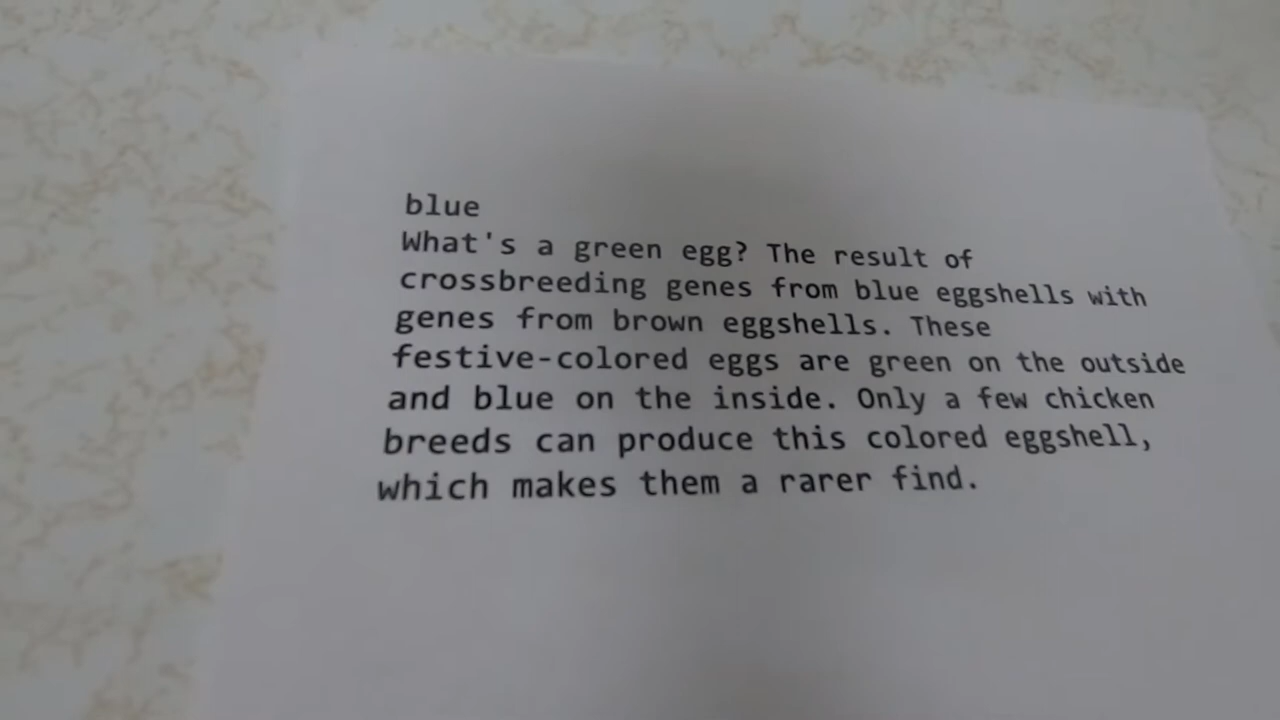 blue
What's a green egg? The result of
crossbreeding genes from blue eggshells with
genes from brown eggshells. These
festive-colored eggs are green on the outside
and blue on the inside. Only a few chicken
breeds can produce this colored eggshell,
which makes them a rarer find.